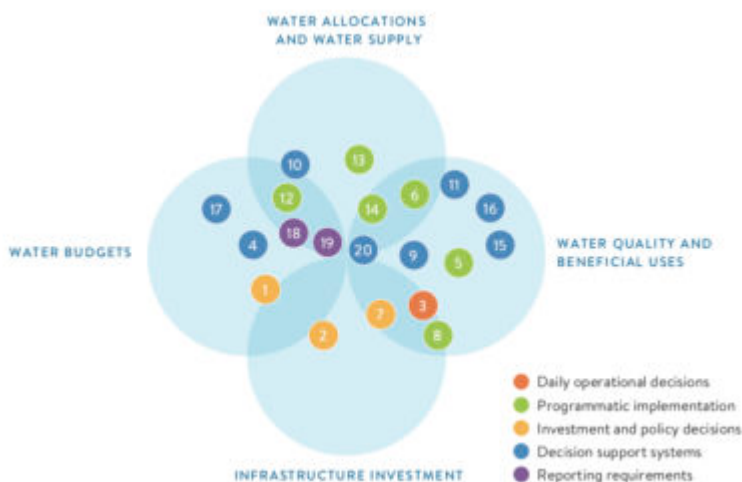 WATER ALLOCATIONS
AND WATER SUPPLY
10
13
12
6
11
17
14
16
18
19
4
20
9
15
WATER BUDGETS
WATER QUALITY AND
BENEFICIAL USES
5
1
3
7
2
8
Daily operational decisions
Programmatic implementation
Investment and policy decisions
Decision support systems
Reporting requirements
INFRASTRUCTURE INVESTMENT